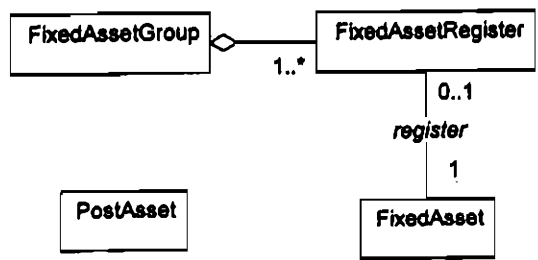 FixedAssetGroup
FixedAssetRegister
1..*
0..1
register
1
PostAsset
FixedAsset